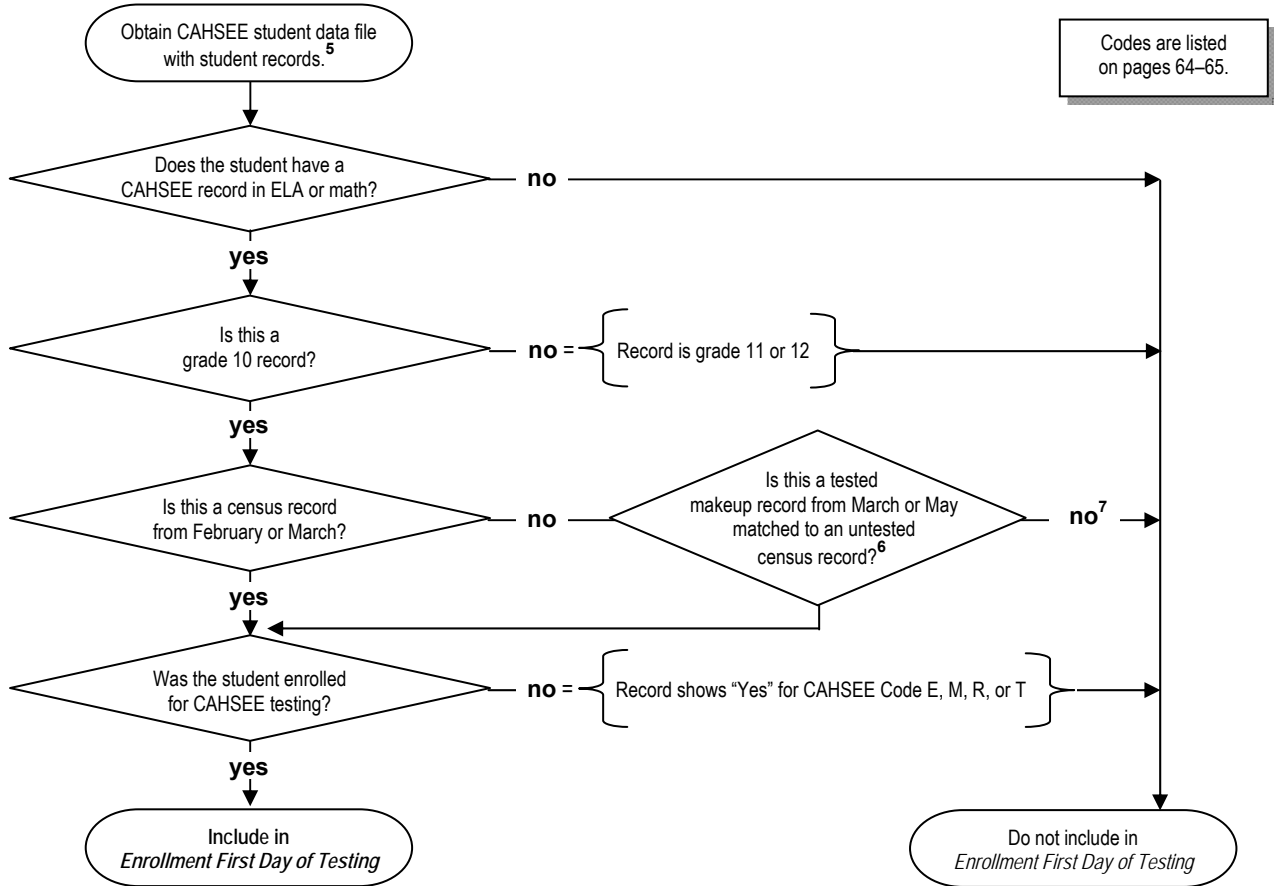 Obtain CAHSEE student data file
with student records.5
Codes are listed
on pages 64–65.
Does the student have a
CAHSEE record in ELA or math?
no
yes
Is this a
grade 10 record?
no =
Record is grade 11 or 12
yes
Is this a census record
from February or March?
no
Is this a tested
makeup record from March or May
matched to an untested
census record?6
no7
yes
Was the student enrolled
for CAHSEE testing?
no =
Record shows “Yes” for CAHSEE Code E, M, R, or T
yes
Include in
Enrollment First Day of Testing
Do not include in
Enrollment First Day of Testing